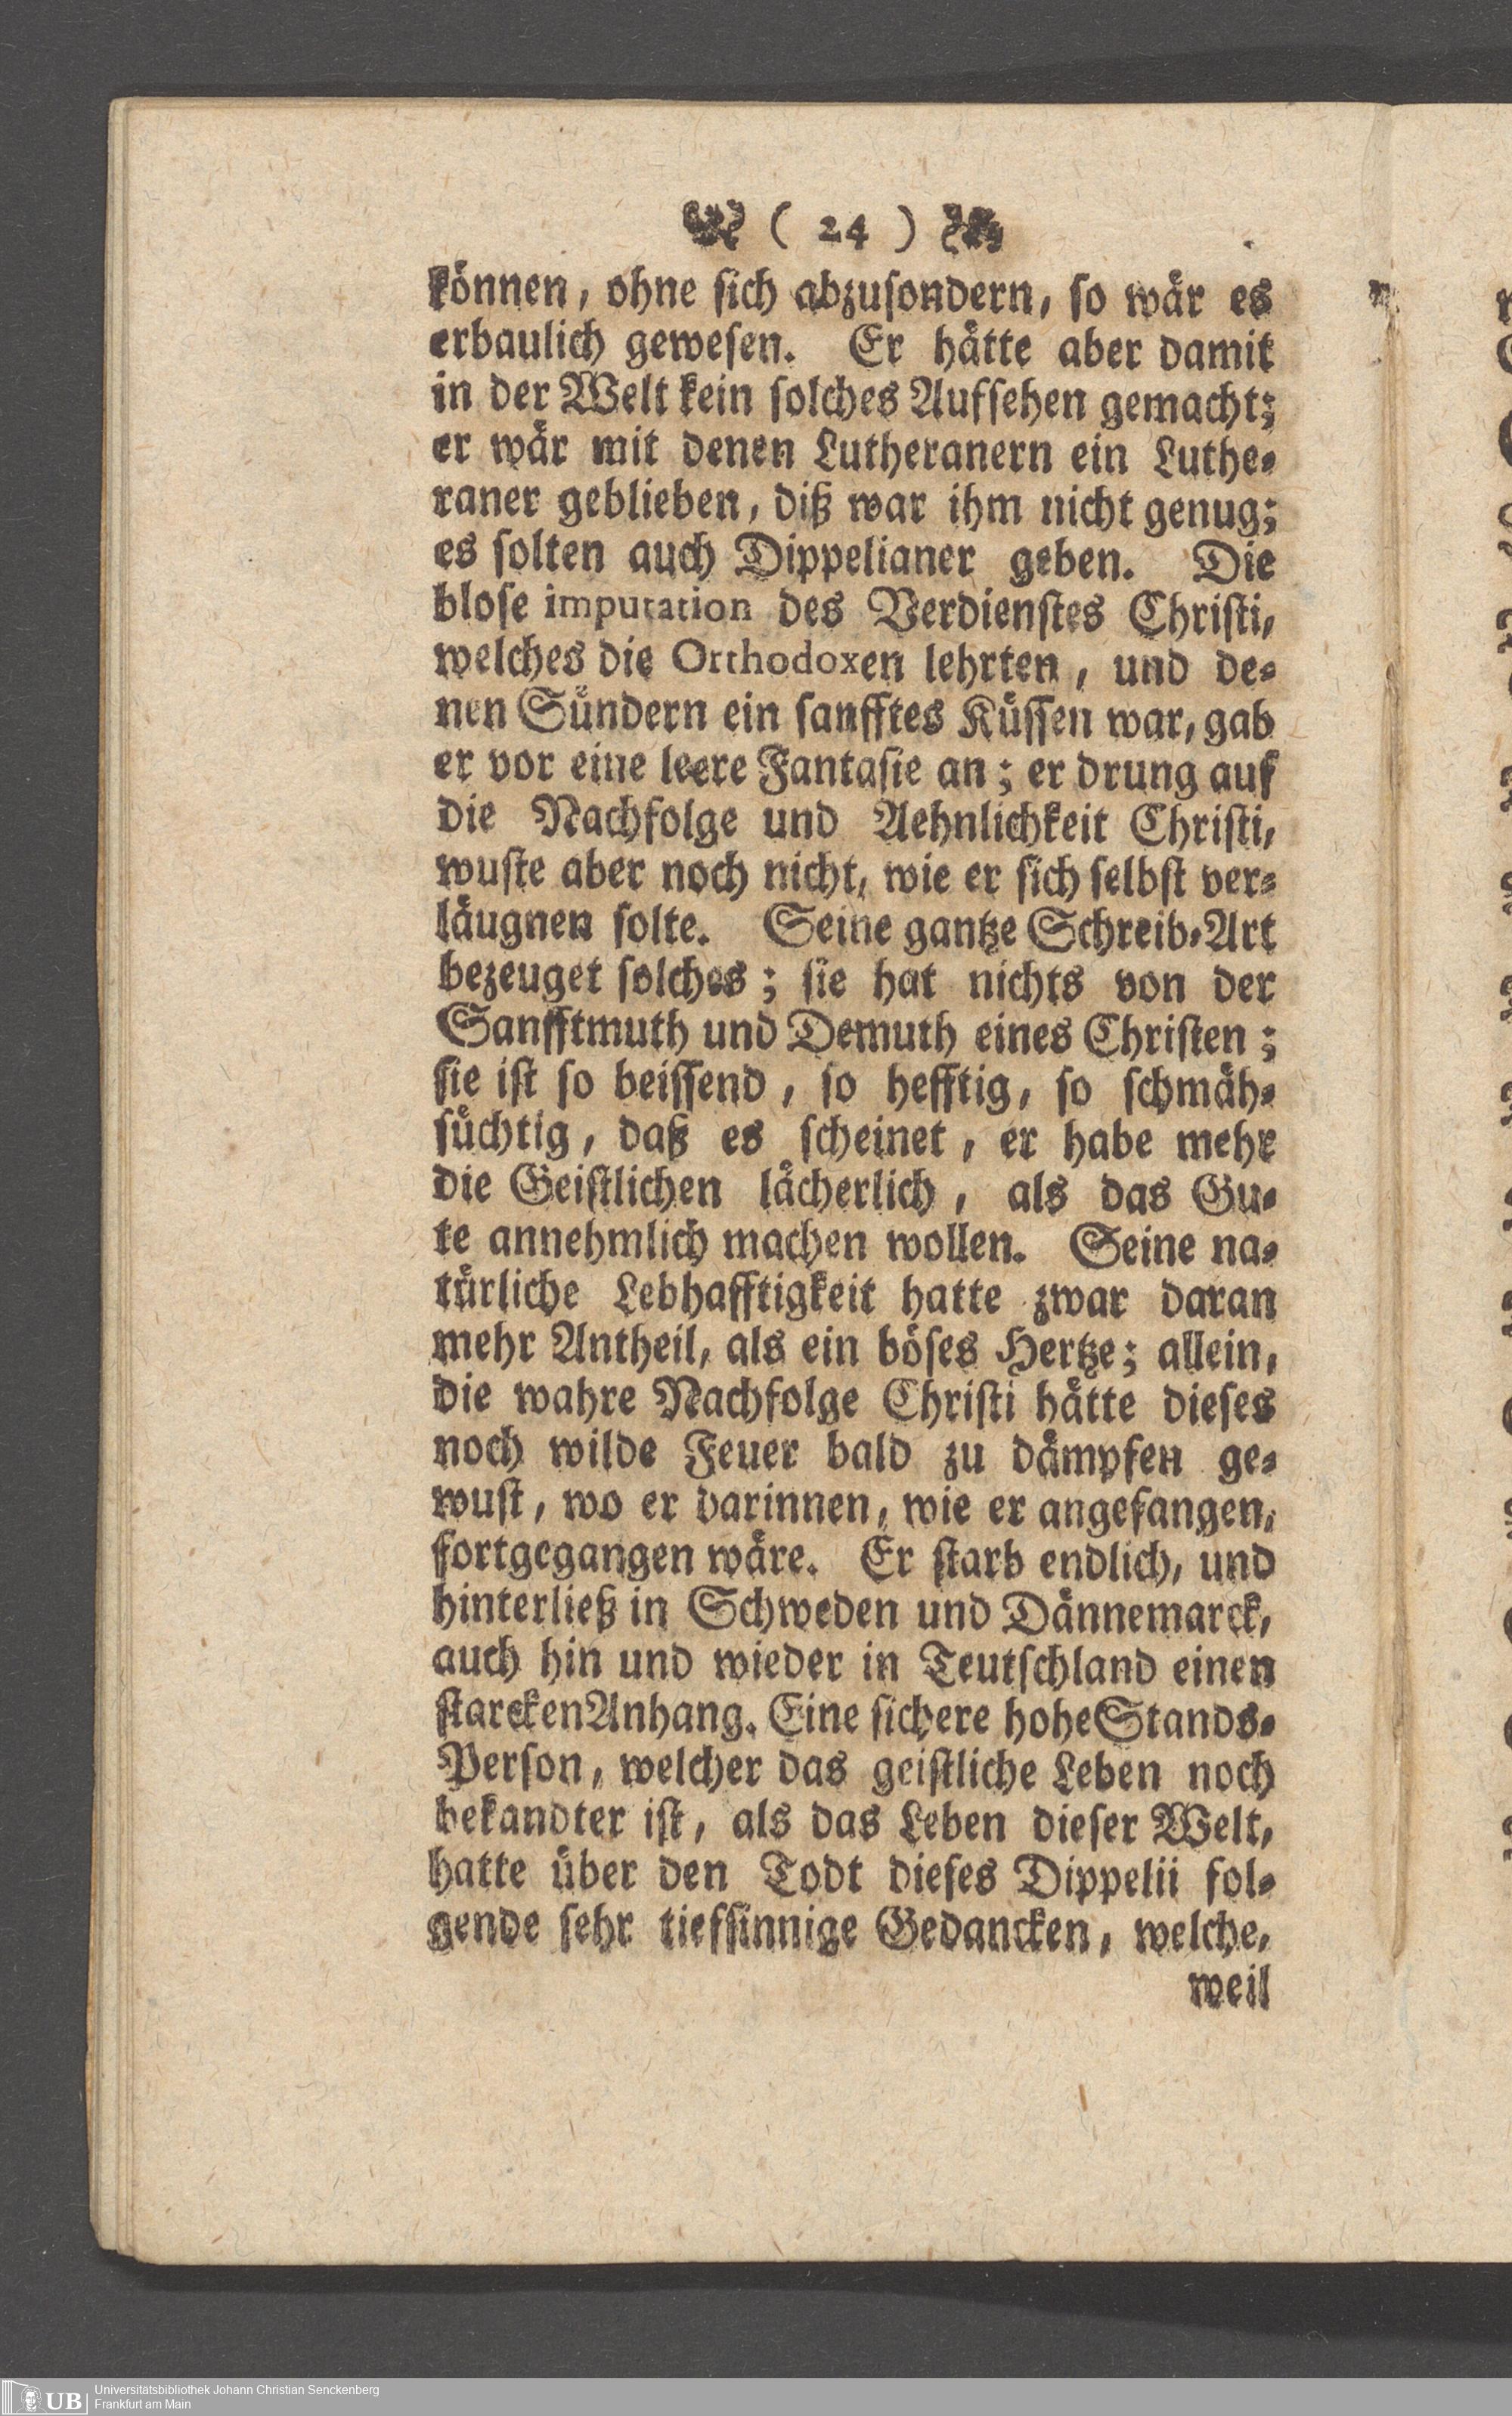 ( 24 )
können, ohne sich abzusondern, so wär es
erbaulich gewesen. Er hätte aber damit
in der Welt kein solches Aufsehen gemacht;
er wär mit denen Lutheranern ein Luthe-
raner geblieben, diß war ihm nicht genug;
es solten auch Dippelianer geben. Die
blose imputation des Verdienstes Christi,
welches die Orthodoxen lehrten, und de-
nen Sündern ein sanfftes Küssen war, gab
er vor eine leere Fantasie an; er drung auf
die Nachfolge und Aehnlichkeit Christi,
wuste aber noch nicht, wie er sich selbst ver-
läugnen solte. Seine gantze Schreib-Art
bezeuget solches; sie hat nichts von der
Sanfftmuth und Demuth eines Christen;
sie ist so beissend, so hefftig, so schmäh-
süchtig, daß es scheinet, er habe mehr
die Geistlichen lächerlich, als das Gu-
te annehmlich machen wollen. Seine na-
türliche Lebhafftigkeit hatte zwar daran
mehr Antheil, als ein böses Hertze; allein,
die wahre Nachfolge Christi hätte dieses
noch wilde Feuer bald zu dämpfen ge-
wust, wo er darinnen, wie er angefangen,
fortgegangen wäre. Er starb endlich, und
hinterließ in Schweden und Dännemarck,
auch hin und wieder in Teutschland einen
starcken Anhang. Eine sichere hohe Stands-
Person, welcher das geistliche Leben noch
bekandter ist, als das Leben dieser Welt,
hatte über den Todt dieses Dippelii fol-
gende sehr tiefsinnige Gedancken, welche,
weil
UB
Universitätsbibliothek Johann Christian Senckenberg
Frankfurt am Main